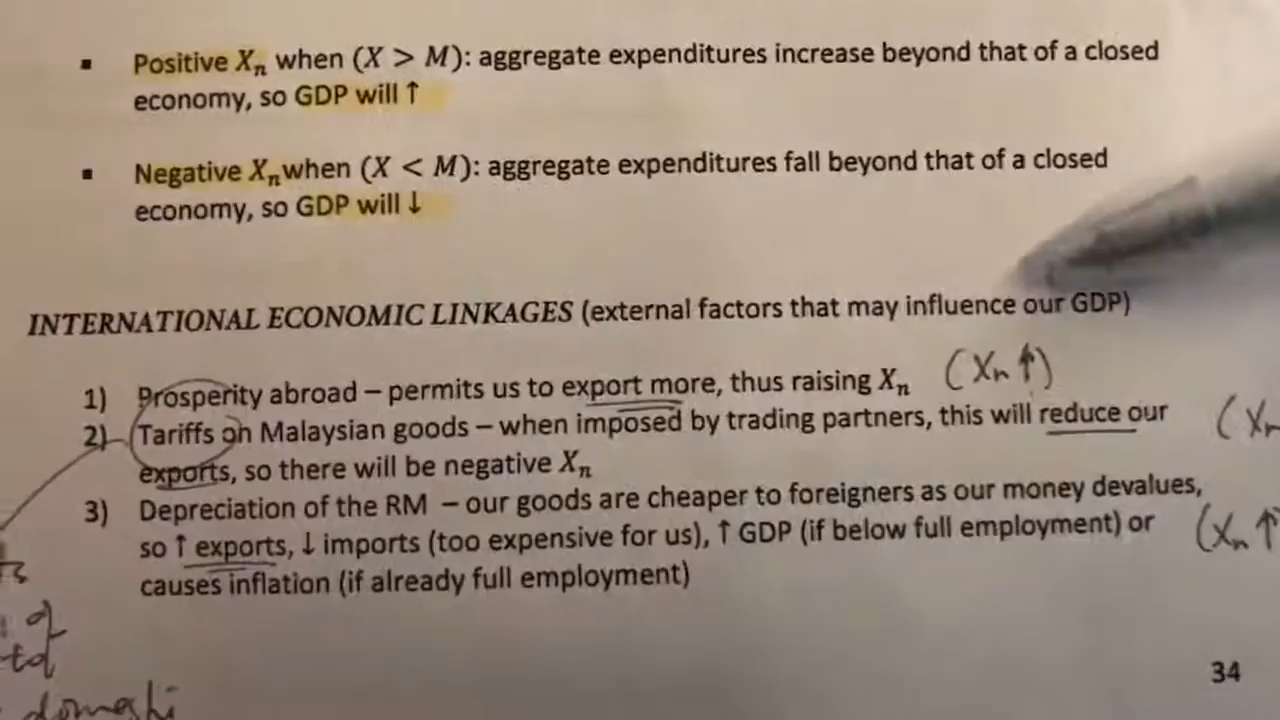 ▪ Positive Xₙ when (X > M): aggregate expenditures increase beyond that of a closed
economy, so GDP will ↑
▪ Negative Xₙ when (X < M): aggregate expenditures fall beyond that of a closed
economy, so GDP will ↓
INTERNATIONAL ECONOMIC LINKAGES (external factors that may influence our GDP)
1) Prosperity abroad – permits us to export more, thus raising Xₙ (Xₙ ↑)
2) Tariffs on Malaysian goods – when imposed by trading partners, this will reduce our (Xₙ
exports, so there will be negative Xₙ
3) Depreciation of the RM – our goods are cheaper to foreigners as our money devalues,
so ↑ exports, ↓ imports (too expensive for us), ↑ GDP (if below full employment) or (Xₙ ↑
causes inflation (if already full employment)
of
domesti
34